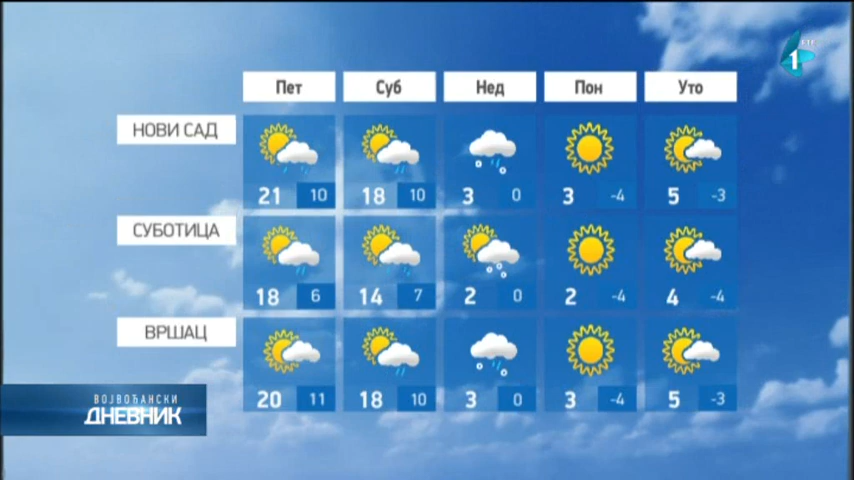 1
РТВ
Пет Суб Нед Пон Уто
НОВИ САД
21 10 18 10 3 0 3 -4 5 -3
СУБОТИЦА
18 6 14 7 2 0 2 -4 4 -4
ВРШАЦ
20 11 18 10 3 0 3 -4 5 -3
ВОЈВОЂАНСКИ
ДНЕВНИК